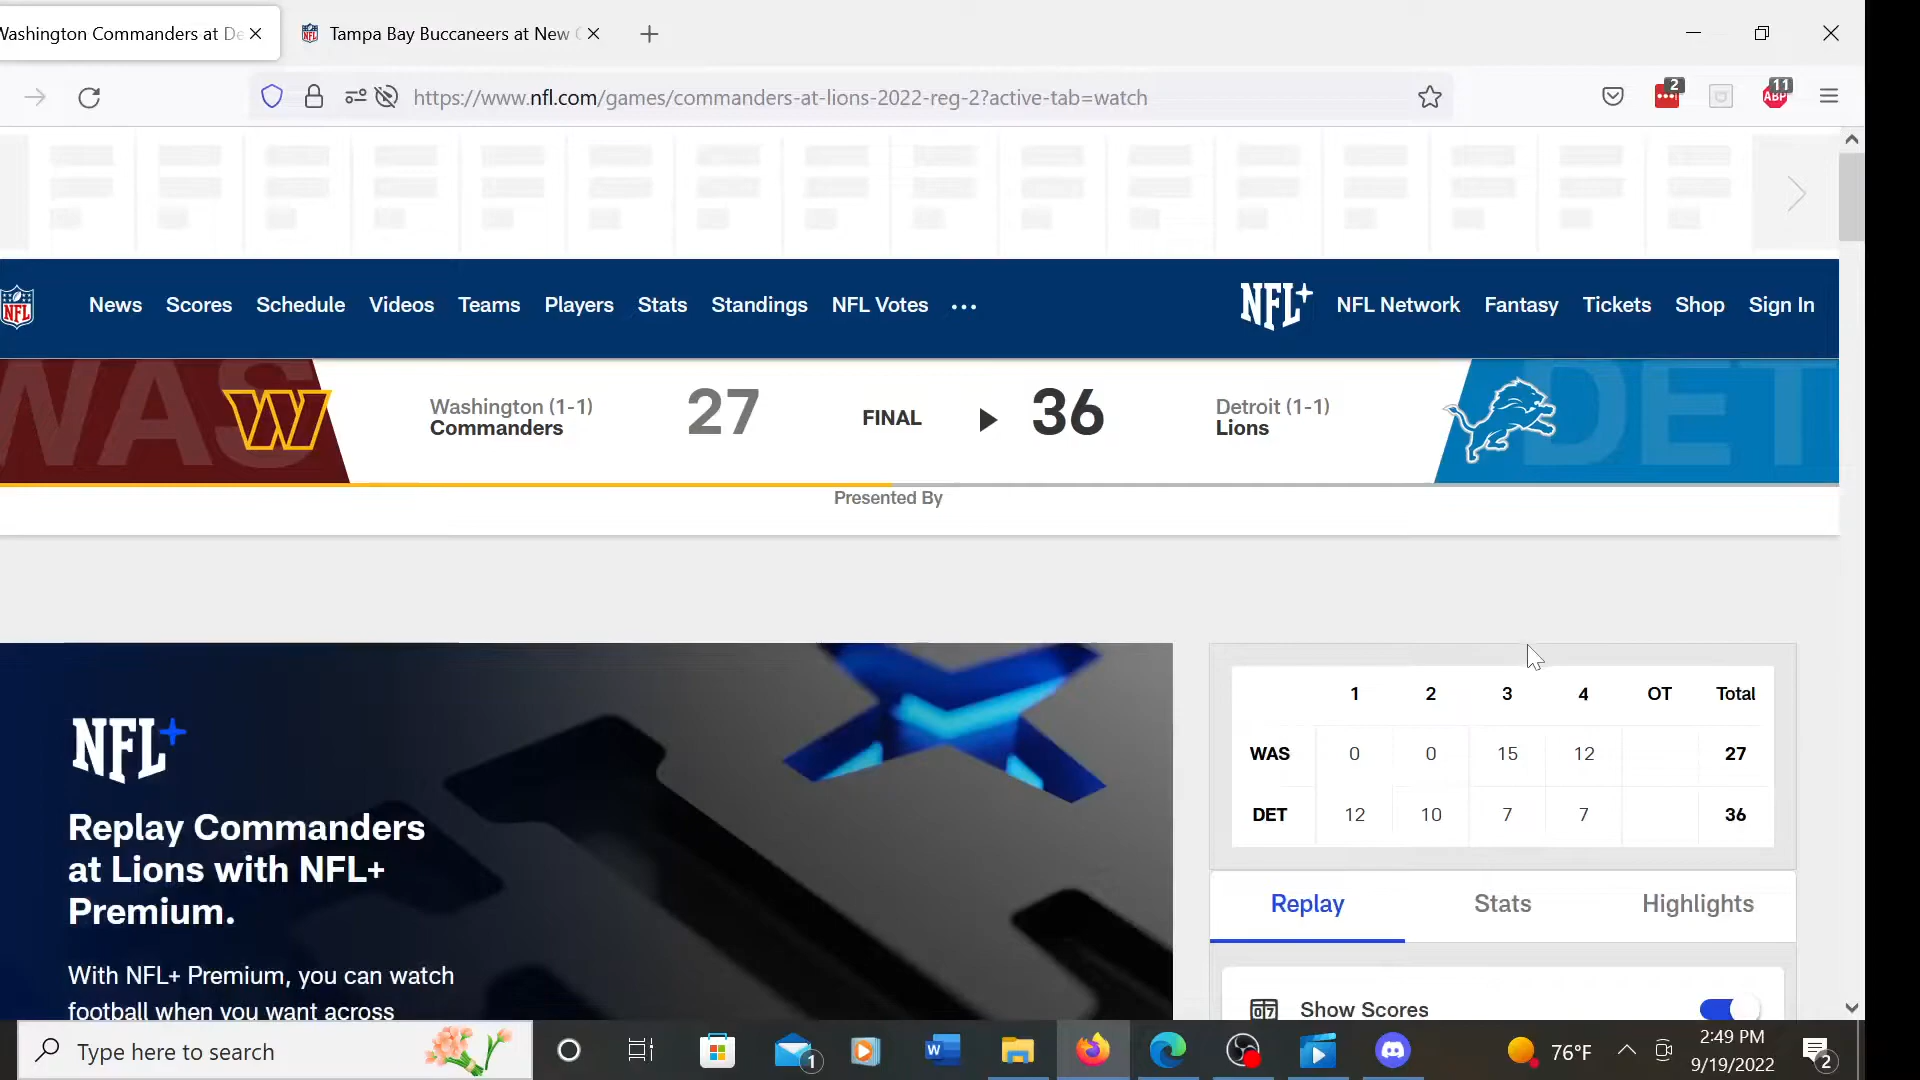 Washington Commanders at De
Tampa Bay Buccaneers at New
https://www.nfl.com/games/commanders-at-lions-2022-reg-2?active-tab=watch
2
ABP
11
NFL
News
Scores
Schedule
Videos
Teams
Players
Stats
Standings
NFL Votes
NFL+
NFL Network
Fantasy
Tickets
Shop
Sign In
WAS
W
Washington (1-1)
Commanders
27
FINAL
36
Detroit (1-1)
Lions
DET
Presented By
NFL+
Replay Commanders
at Lions with NFL+
Premium.
With NFL+ Premium, you can watch
football when you want across
1 2 3 4 OT Total
WAS 0 0 15 12 27
DET 12 10 7 7 36
Replay
Stats
Highlights
07
Show Scores
Type here to search
1
W
76°F
2:49 PM
9/19/2022
2